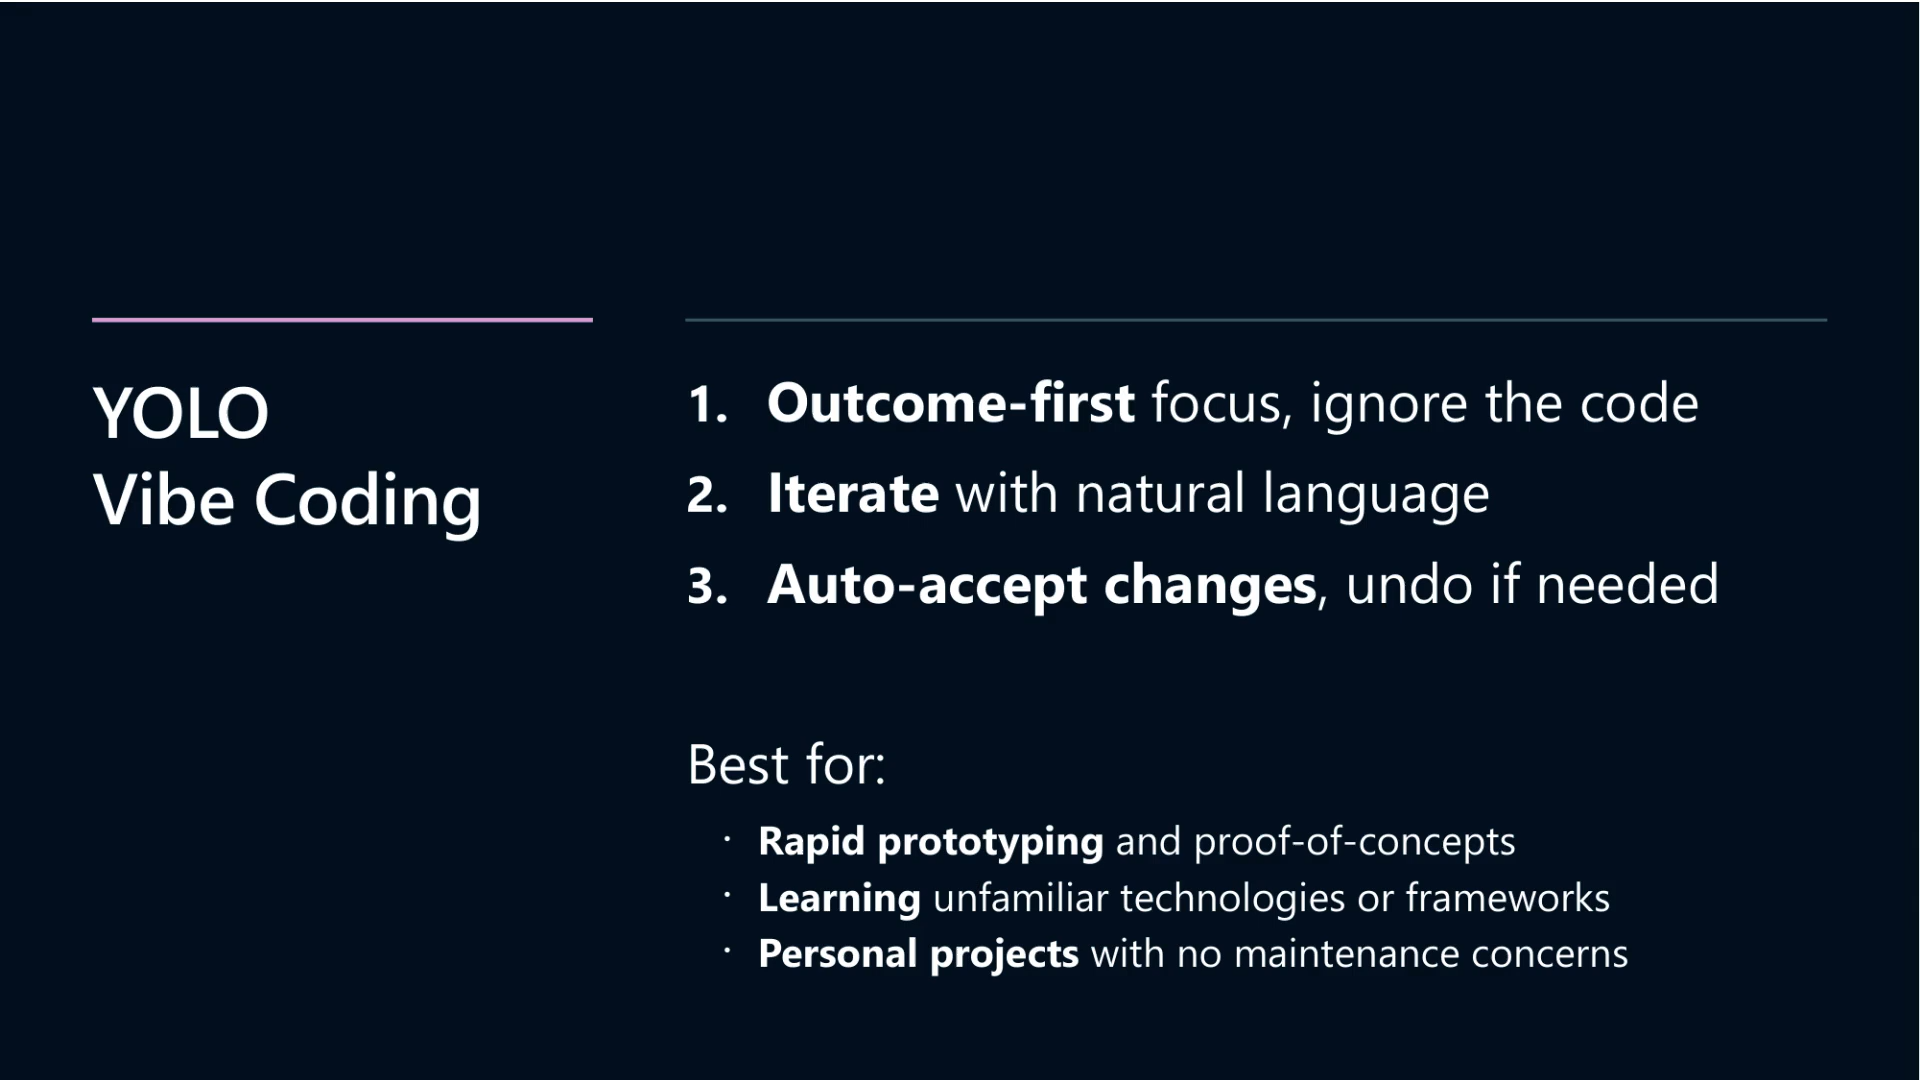 YOLO
Vibe Coding
1. Outcome-first focus, ignore the code
2. Iterate with natural language
3. Auto-accept changes, undo if needed
Best for:
· Rapid prototyping and proof-of-concepts
· Learning unfamiliar technologies or frameworks
· Personal projects with no maintenance concerns